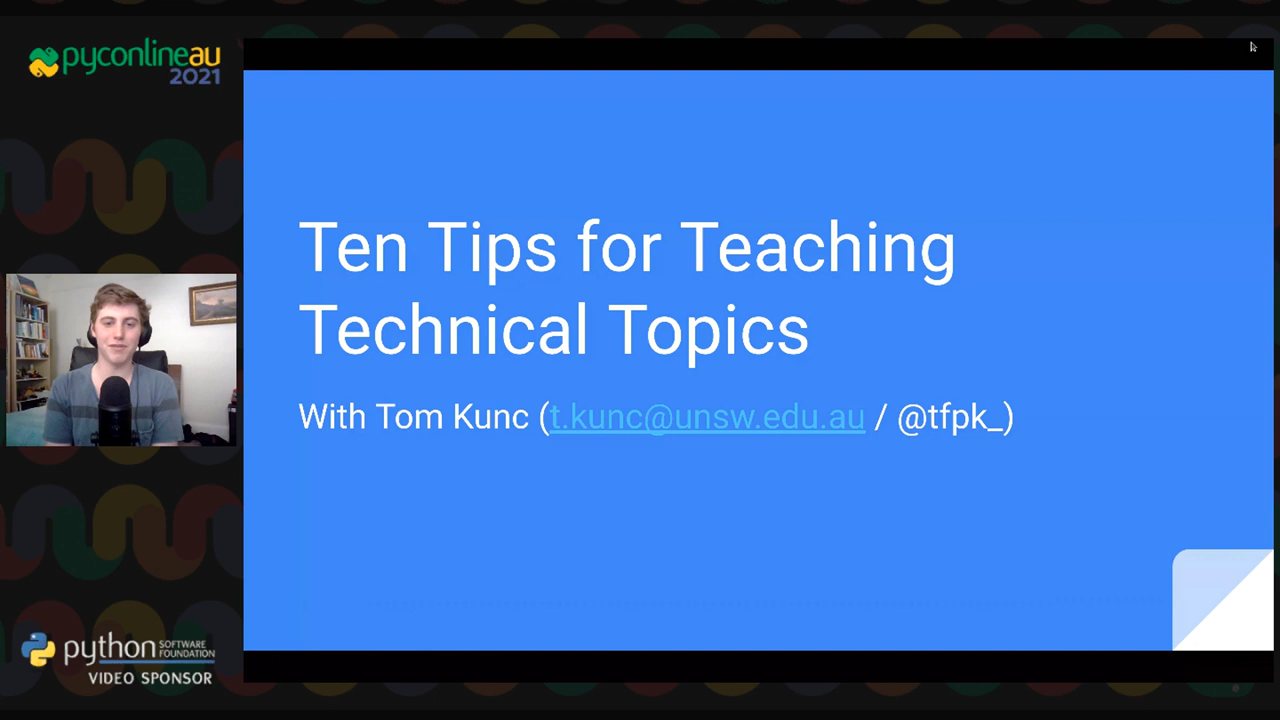 pyconlineau
2021
Ten Tips for Teaching
Technical Topics
With Tom Kunc (t.kunc@unsw.edu.au / @tfpk_)
python SOFTWARE FOUNDATION
VIDEO SPONSOR